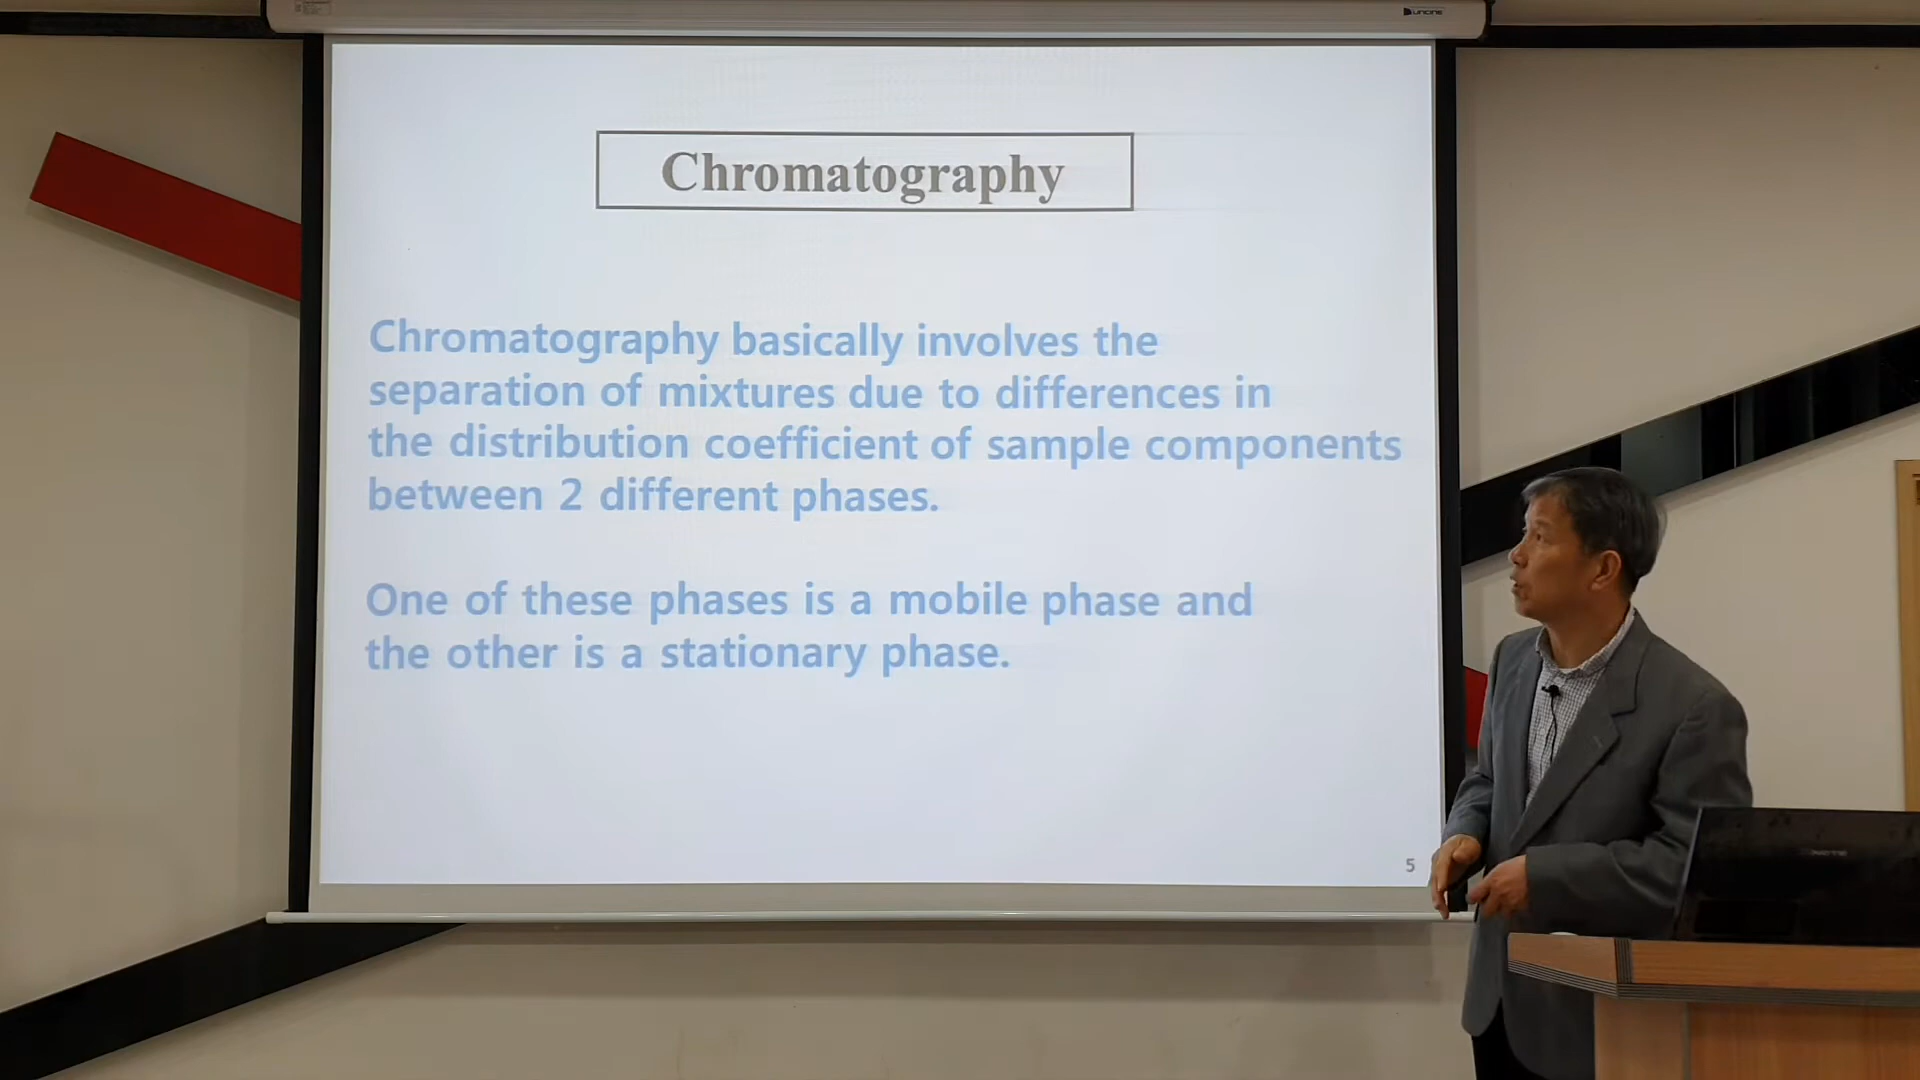 UNICINE
Chromatography
Chromatography basically involves the
separation of mixtures due to differences in
the distribution coefficient of sample components
between 2 different phases.
One of these phases is a mobile phase and
the other is a stationary phase.
5